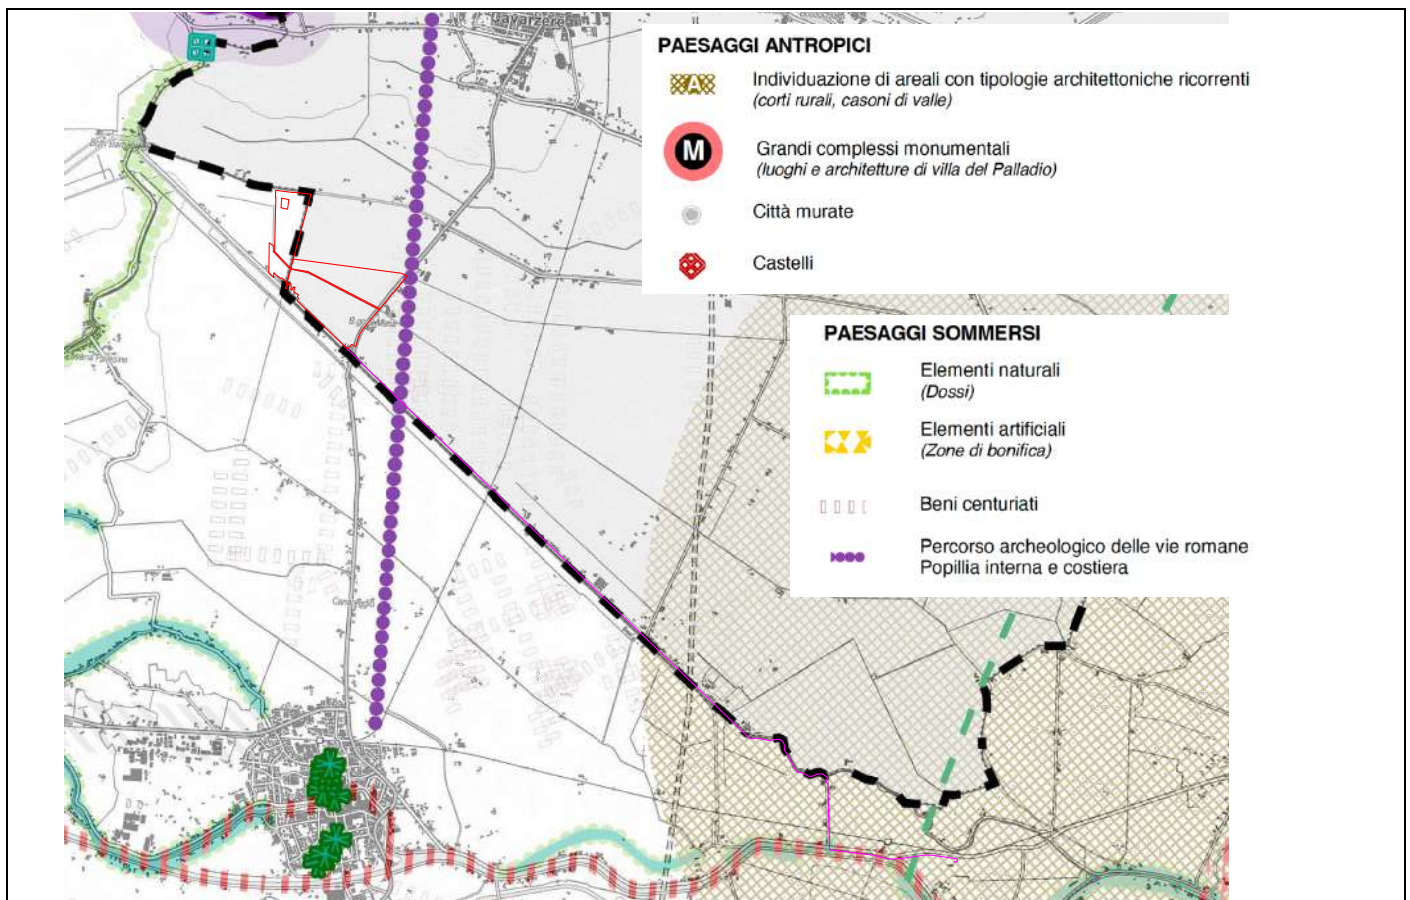 Cavarzere
PAESAGGI ANTROPICI
A
Individuazione di areali con tipologie architettoniche ricorrenti
(corti rurali, casoni di valle)
M
Grandi complessi monumentali
(luoghi e architetture di villa del Palladio)
Città murate
Castelli
PAESAGGI SOMMERSI
Elementi naturali
(Dossi)
Elementi artificiali
(Zone di bonifica)
Beni centuriati
Percorso archeologico delle vie romane
Popillia interna e costiera